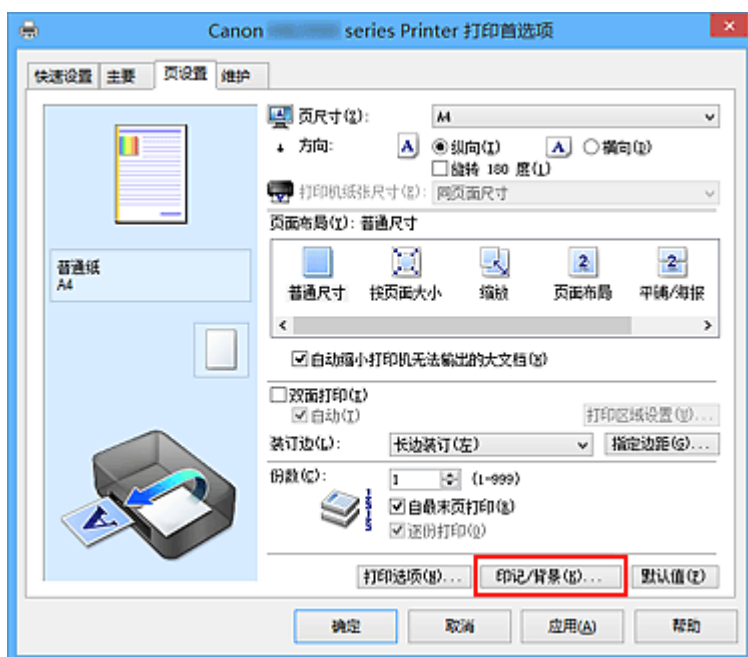 Canon series Printer 打印首选项
快速设置 主要 页设置 维护
页尺寸(Z): A4
方向: A 纵向(I) A 横向(D)
旋转 180 度(L)
打印机纸张尺寸(R): 同页面尺寸
页面布局(Y): 普通尺寸
普通尺寸 按页面大小 缩放 页面布局 平铺/海报
普通纸
A4
自动缩小打印机无法输出的大文档(N)
双面打印(X)
自动(T) 打印区域设置(U)...
装订边(L): 长边装订(左) 指定边距(G)...
份数(C): 1 (1-999)
自最末页打印(B)
逐份打印(O)
打印选项(N)... 印记/背景(K)... 默认值(F)
确定 取消 应用(A) 帮助